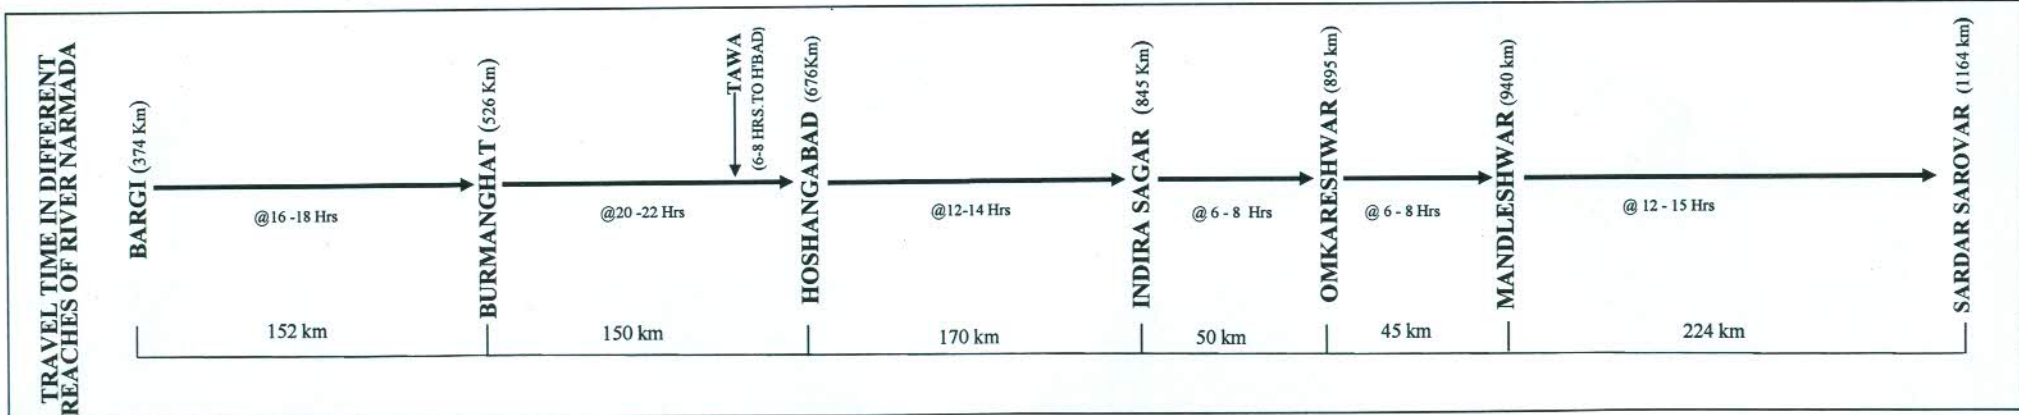 TRAVEL TIME IN DIFFERENT
REACHES OF RIVER NARMADA
BARGI (374 Km)
@16 -18 Hrs
BURMANGHAT (526 Km)
@20 -22 Hrs
TAWA
(6-8 HRS.TO H'BAD)
HOSHANGABAD (676Km)
@12-14 Hrs
INDIRA SAGAR (845 Km)
@ 6 - 8 Hrs
OMKARESHWAR (895 km)
@ 6 - 8 Hrs
MANDLESHWAR (940 km)
@ 12 - 15 Hrs
SARDAR SAROVAR (1164 km)
152 km
150 km
170 km
50 km
45 km
224 km